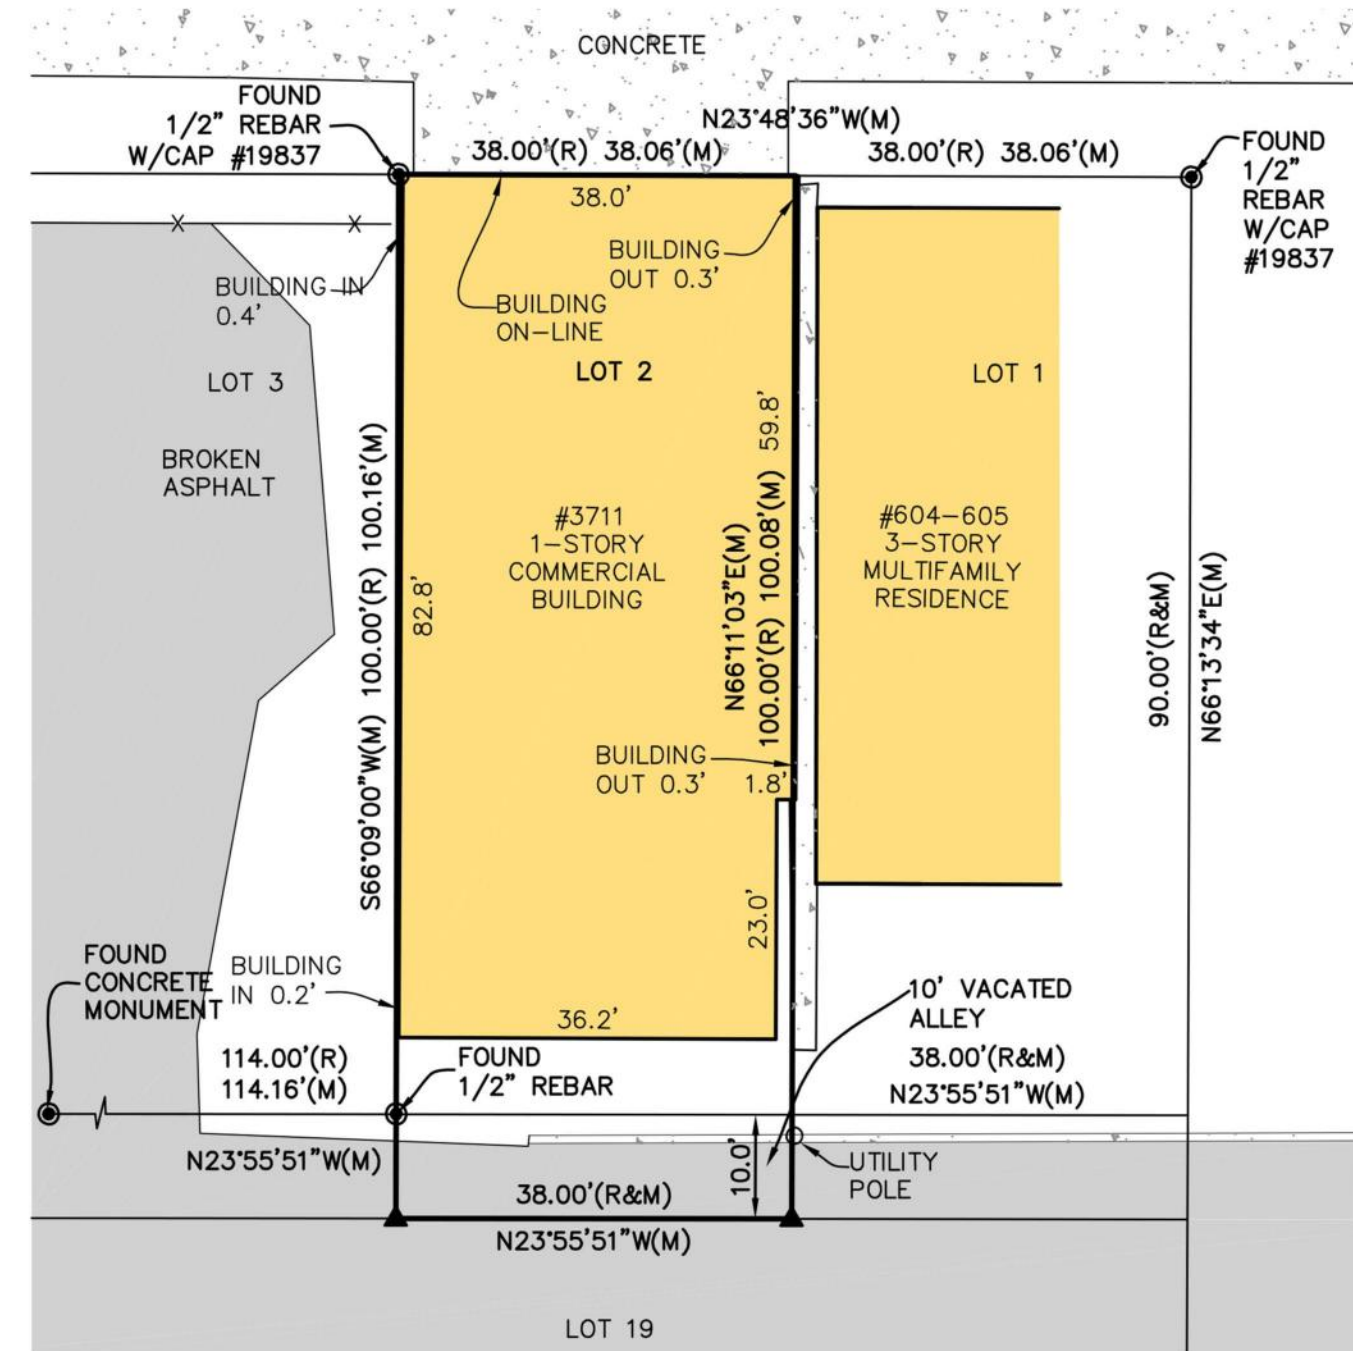 CONCRETE
FOUND
1/2" REBAR
W/CAP #19837
N23°48'36"W(M)
38.00'(R) 38.06'(M)
38.00'(R) 38.06'(M)
FOUND
1/2"
REBAR
W/CAP
#19837
38.0'
BUILDING
OUT 0.3'
BUILDING IN
0.4'
BUILDING
ON-LINE
LOT 3
LOT 2
LOT 1
BROKEN
ASPHALT
S66°09'00"W(M) 100.00'(R) 100.16'(M)
82.8'
#3711
1-STORY
COMMERCIAL
BUILDING
N66°11'03"E(M)
100.00'(R) 100.08'(M) 59.8'
#604-605
3-STORY
MULTIFAMILY
RESIDENCE
90.00'(R&M)
N66°13'34"E(M)
BUILDING
OUT 0.3'
1.8'
23.0'
FOUND
CONCRETE
MONUMENT
BUILDING
IN 0.2'
36.2'
10' VACATED
ALLEY
114.00'(R)
114.16'(M)
FOUND
1/2" REBAR
38.00'(R&M)
N23°55'51"W(M)
N23°55'51"W(M)
10.0'
UTILITY
POLE
38.00'(R&M)
N23°55'51"W(M)
LOT 19